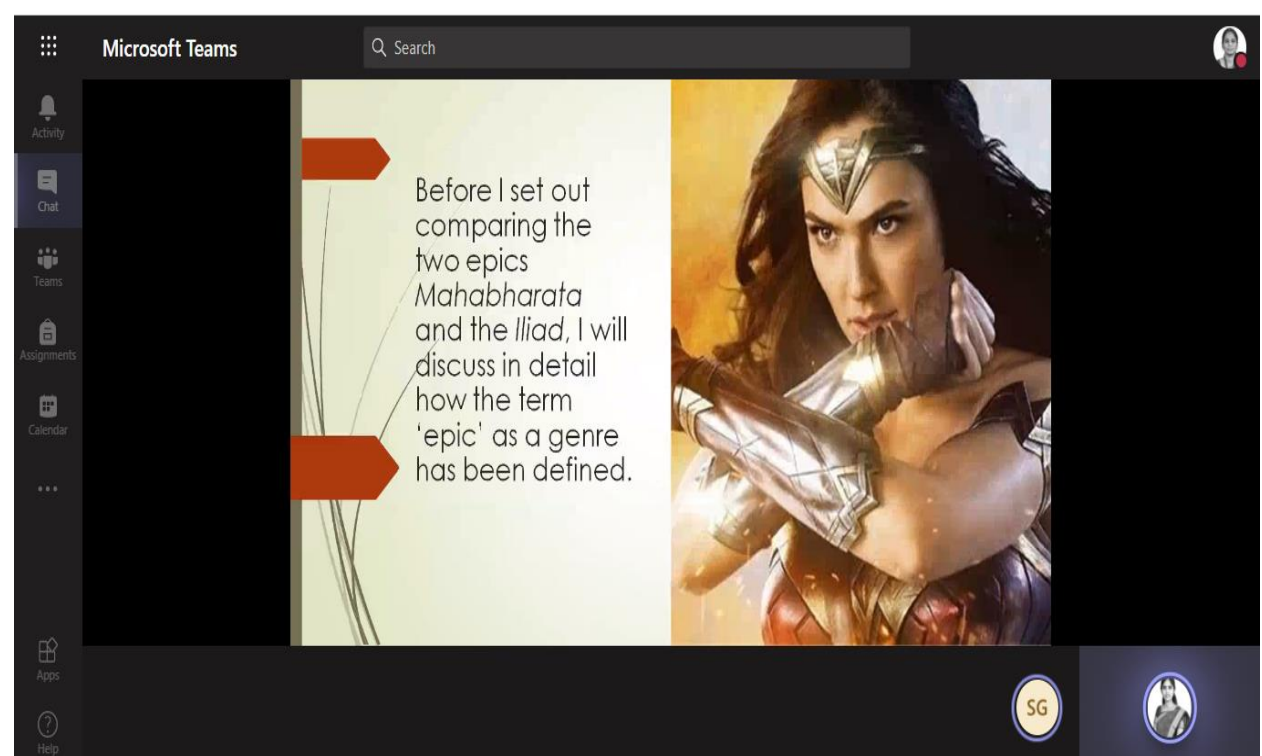 Microsoft Teams
Search
Activity
Chat
Teams
Assignments
Calendar
Apps
Help
Before I set out
comparing the
two epics
Mahabharata
and the Iliad, I will
discuss in detail
how the term
‘epic’ as a genre
has been defined.
SG